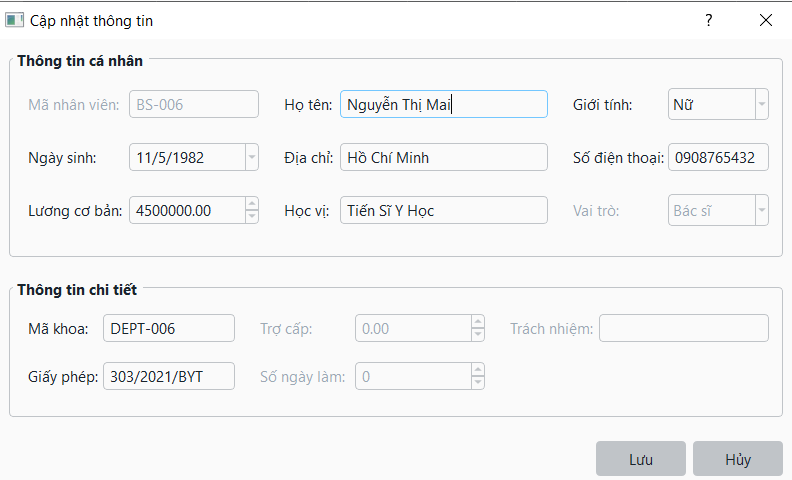 Cập nhật thông tin ?
Thông tin cá nhân
Mã nhân viên: BS-006 Họ tên: Nguyễn Thị Mai Giới tính: Nữ
Ngày sinh: 11/5/1982 Địa chỉ: Hồ Chí Minh Số điện thoại: 0908765432
Lương cơ bản: 4500000.00 Học vị: Tiến Sĩ Y Học Vai trò: Bác sĩ
Thông tin chi tiết
Mã khoa: DEPT-006 Trợ cấp: 0.00 Trách nhiệm:
Giấy phép: 303/2021/BYT Số ngày làm: 0
Lưu Hủy